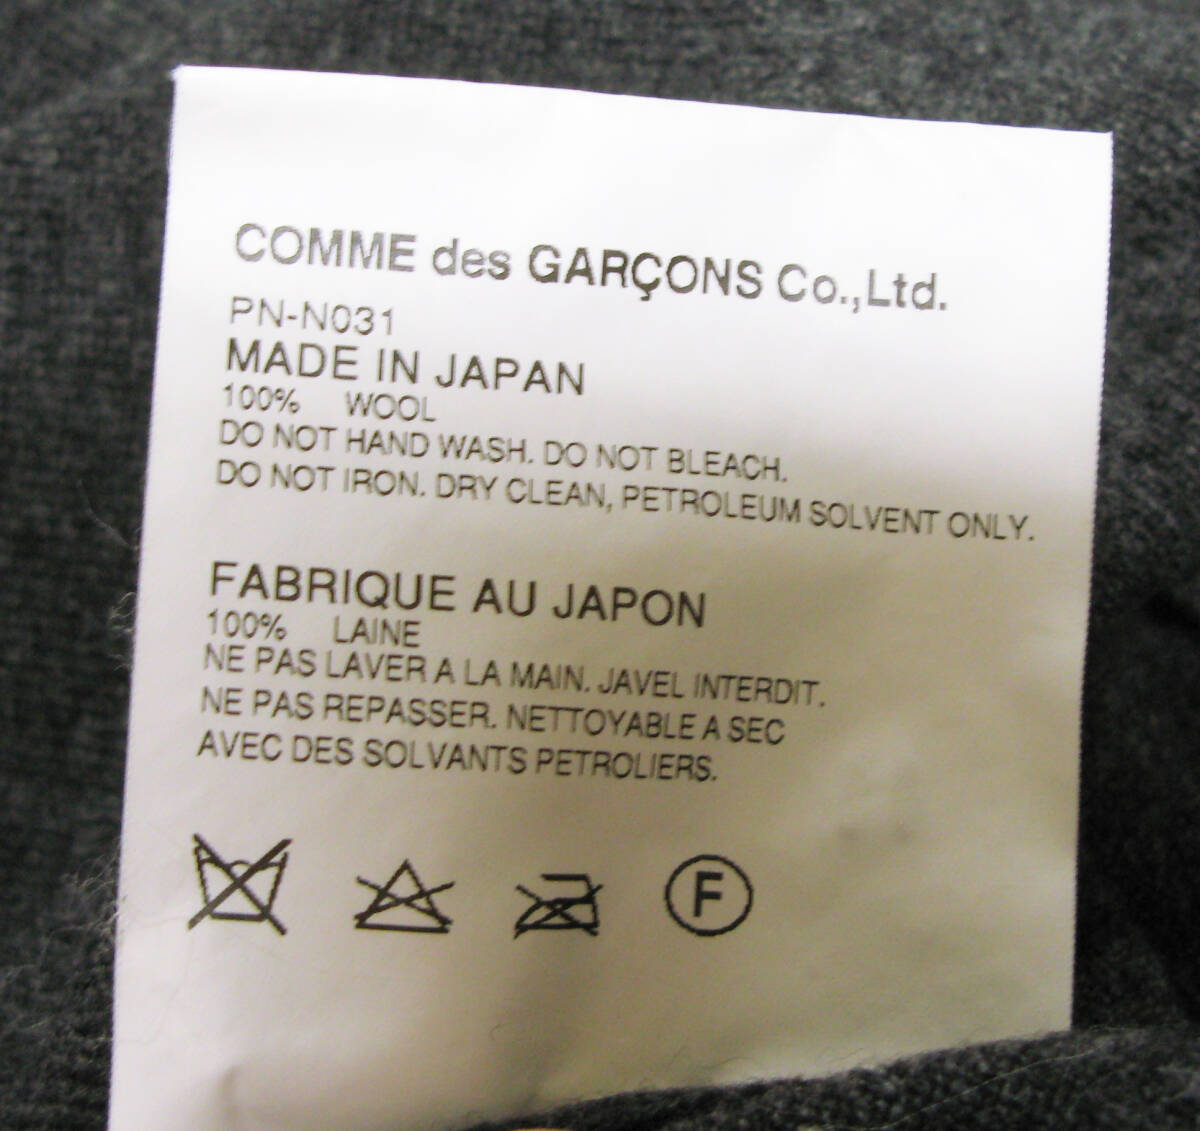 COMME des GARÇONS Co.,Ltd.
PN-N031
MADE IN JAPAN
100% WOOL
DO NOT HAND WASH. DO NOT BLEACH.
DO NOT IRON. DRY CLEAN, PETROLEUM SOLVENT ONLY.
FABRIQUE AU JAPON
100% LAINE
NE PAS LAVER A LA MAIN. JAVEL INTERDIT.
NE PAS REPASSER. NETTOYABLE A SEC
AVEC DES SOLVANTS PETROLIERS.
F